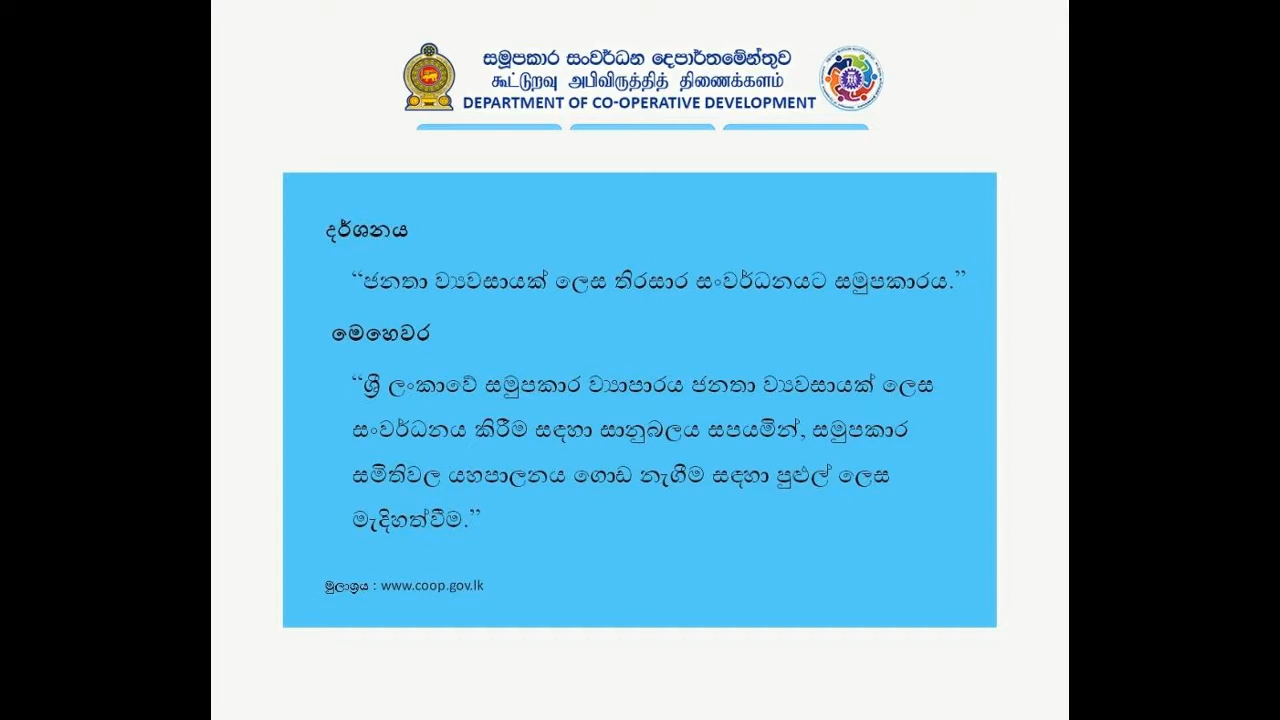 සමූපකාර සංවර්ධන දෙපාර්තමේන්තුව
கூட்டுறவு அபிவிருத்தித் திணைக்களம்
DEPARTMENT OF CO-OPERATIVE DEVELOPMENT
දර්ශනය
“ජනතා ව්‍යවසායක් ලෙස තිරසාර සංවර්ධනයට සමුපකාරය.”
මෙහෙවර
“ශ්‍රී ලංකාවේ සමුපකාර ව්‍යාපාරය ජනතා ව්‍යවසායක් ලෙස
සංවර්ධනය කිරීම සඳහා සානුබලය සපයමින්, සමුපකාර
සමිතිවල යහපාලනය ගොඩ නැගීම සඳහා පුළුල් ලෙස
මැදිහත්වීම.”
මුලාශ්‍රය : www.coop.gov.lk